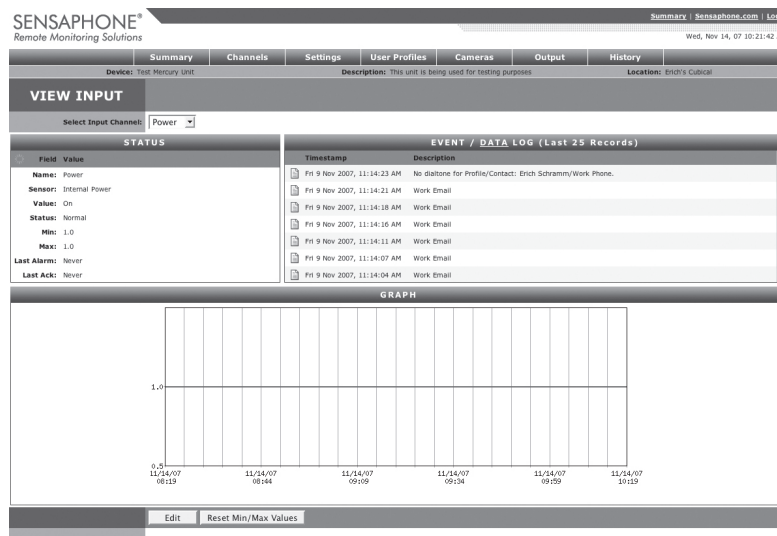 SENSAPHONE®
Remote Monitoring Solutions
Summary | Sensaphone.com |
Wed, Nov 14, 07 10:21:42
Summary Channels Settings User Profiles Cameras Output History
Device: Test Mercury Unit Description: This unit is being used for testing purposes Location: Erich's Cubical
VIEW INPUT
Select Input Channel: Power
STATUS
Field Value
Name: Power
Sensor: Internal Power
Value: On
Status: Normal
Min: 1.0
Max: 1.0
Last Alarm: Never
Last Ack: Never
EVENT / DATA LOG (Last 25 Records)
Timestamp Description
Fri 9 Nov 2007, 11:14:23 AM No dialtone for Profile/Contact: Erich Schramm/Work Phone.
Fri 9 Nov 2007, 11:14:21 AM Work Email
Fri 9 Nov 2007, 11:14:18 AM Work Email
Fri 9 Nov 2007, 11:14:16 AM Work Email
Fri 9 Nov 2007, 11:14:11 AM Work Email
Fri 9 Nov 2007, 11:14:07 AM Work Email
Fri 9 Nov 2007, 11:14:04 AM Work Email
GRAPH
1.0
0.5
11/14/07 11/14/07 11/14/07 11/14/07 11/14/07 11/14/07
08:19 08:44 09:09 09:34 09:59 10:19
Edit Reset Min/Max Values